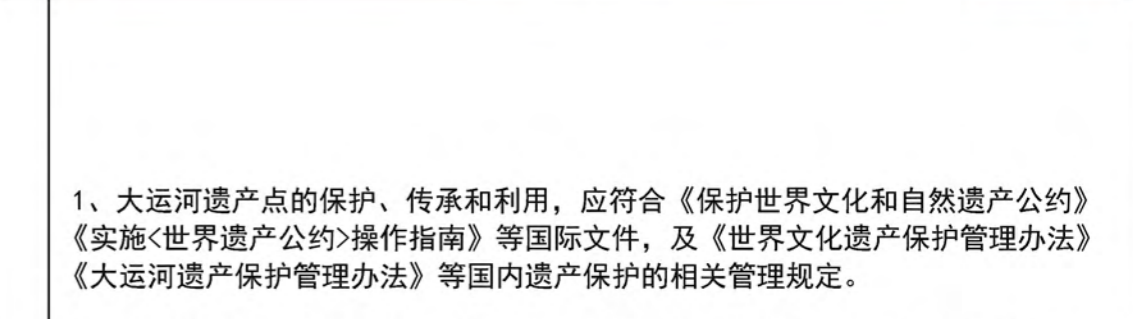 1、大运河遗产点的保护、传承和利用，应符合《保护世界文化和自然遗产公约》
《实施<世界遗产公约>操作指南》等国际文件，及《世界文化遗产保护管理办法》
《大运河遗产保护管理办法》等国内遗产保护的相关管理规定。